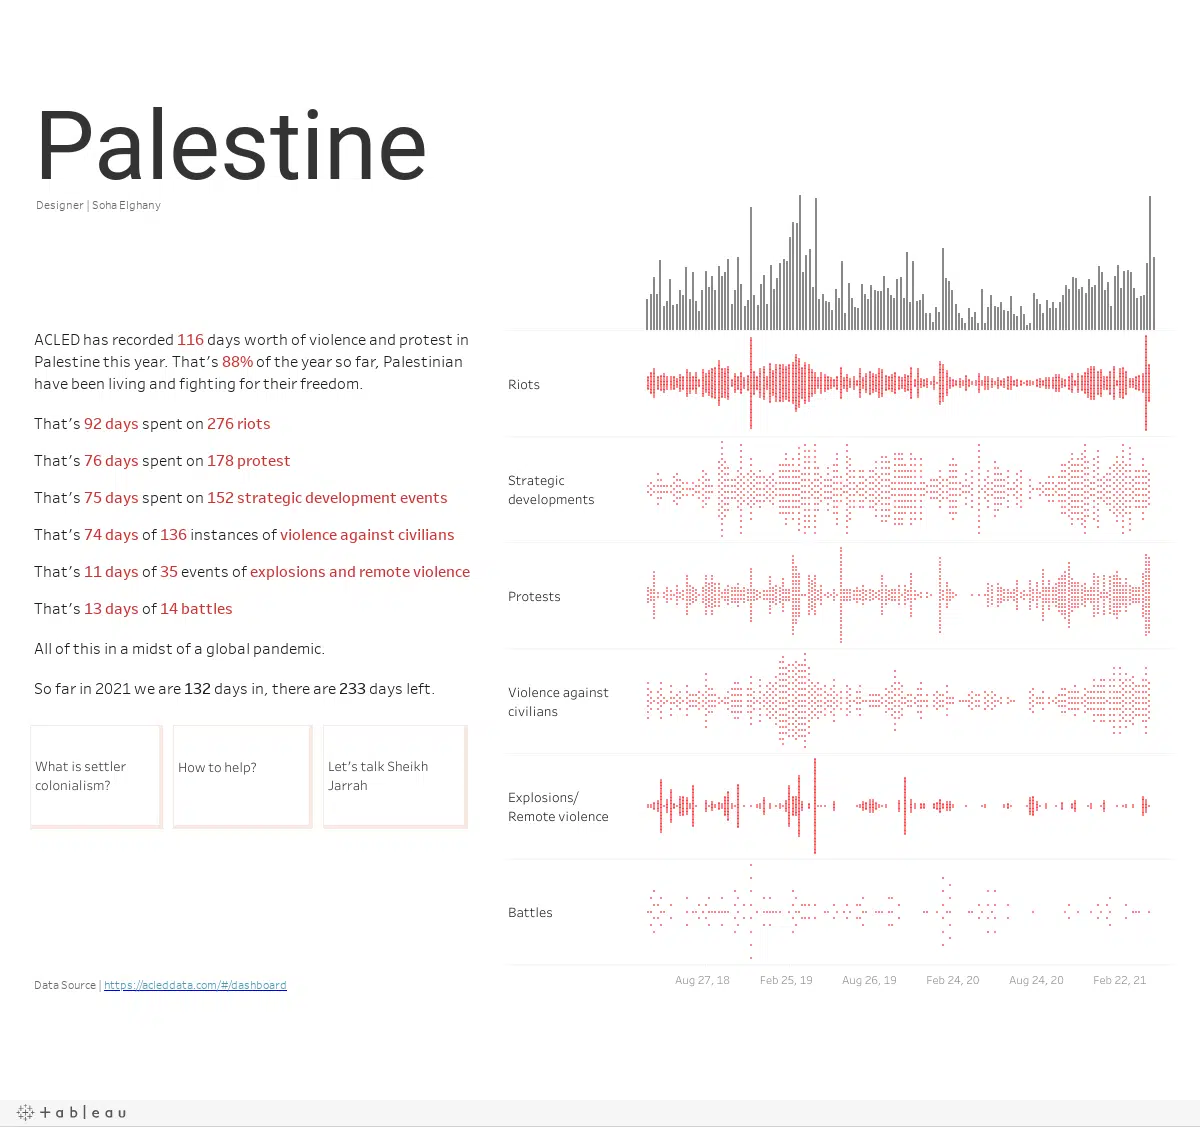 Palestine
Designer | Soha Elghany
ACLED has recorded 116 days worth of violence and protest in
Palestine this year. That's 88% of the year so far, Palestinian
have been living and fighting for their freedom.
That's 92 days spent on 276 riots
That's 76 days spent on 178 protest
That's 75 days spent on 152 strategic development events
That's 74 days of 136 instances of violence against civilians
That's 11 days of 35 events of explosions and remote violence
That's 13 days of 14 battles
All of this in a midst of a global pandemic.
So far in 2021 we are 132 days in, there are 233 days left.
What is settler
colonialism?
How to help?
Let's talk Sheikh
Jarrah
Data Source | https://acleddata.com/#/dashboard
Riots
Strategic
developments
Protests
Violence against
civilians
Explosions/
Remote violence
Battles
Aug 27, 18 Feb 25, 19 Aug 26, 19 Feb 24, 20 Aug 24, 20 Feb 22, 21
+ableau